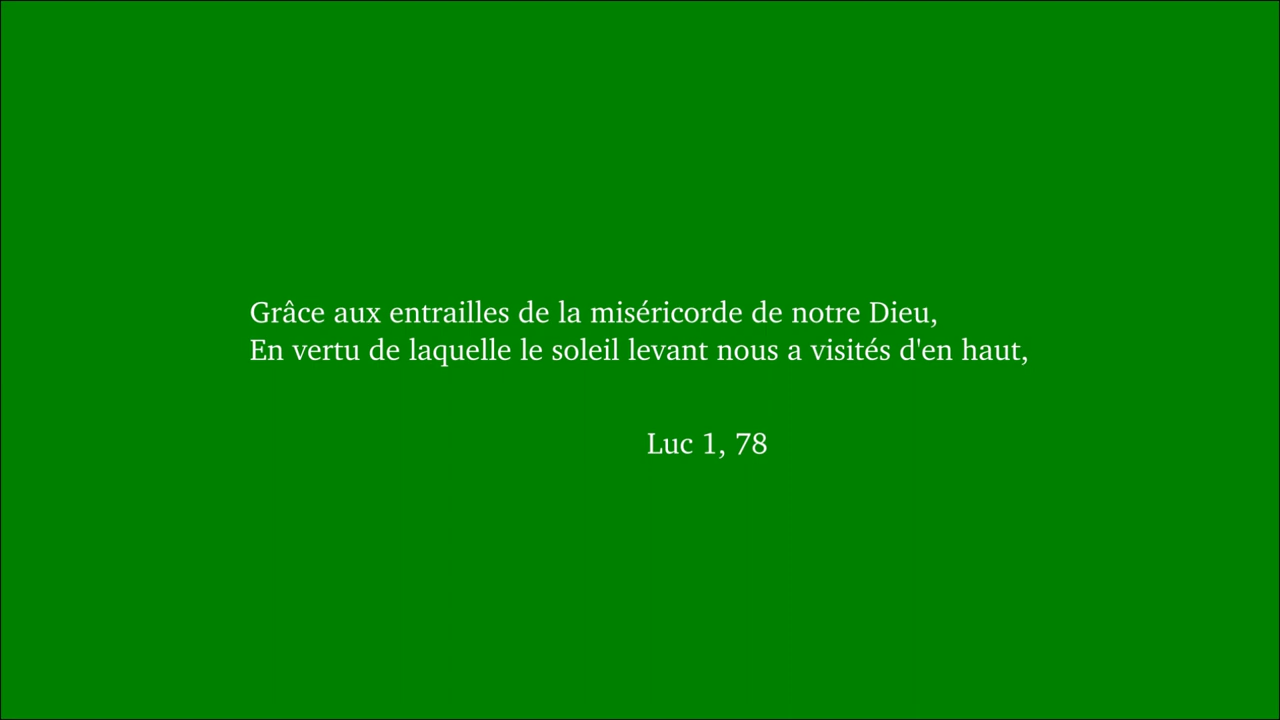 Grâce aux entrailles de la miséricorde de notre Dieu,
En vertu de laquelle le soleil levant nous a visités d'en haut,
Luc 1, 78